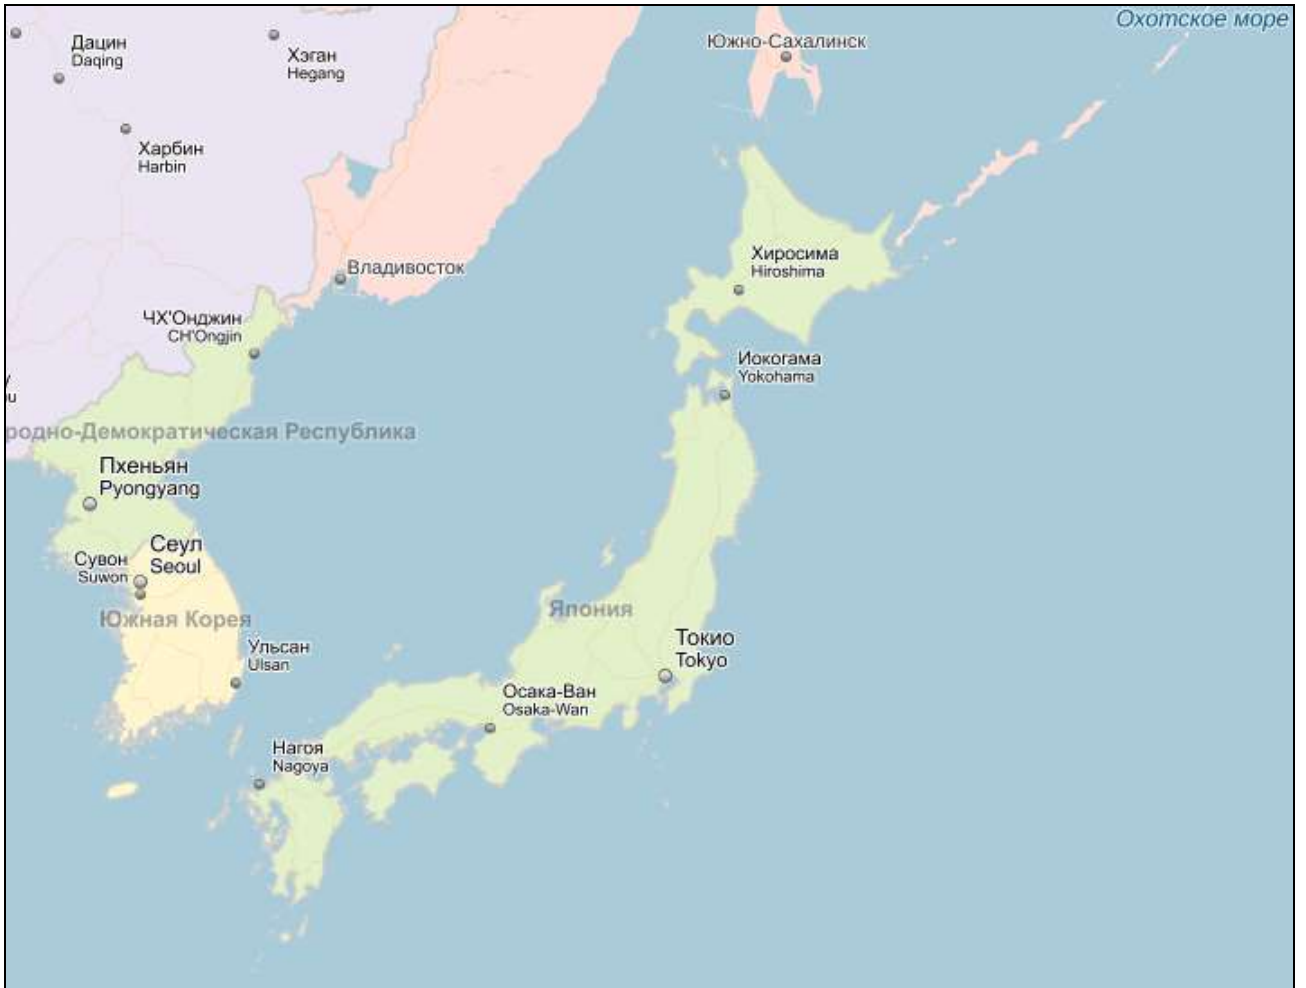 Охотское море
Дацин
Daqing
Хэган
Hegang
Южно-Сахалинск
Харбин
Harbin
Хиросима
Hiroshima
Владивосток
ЧХ'Онджин
CH'Ongjin
Иокогама
Yokohama
родно-Демократическая Республика
Пхеньян
Pyongyang
Сеул
Seoul
Сувон
Suwon
Южная Корея
Япония
Ульсан
Ulsan
Токио
Tokyo
Осака-Ван
Osaka-Wan
Нагоя
Nagoya